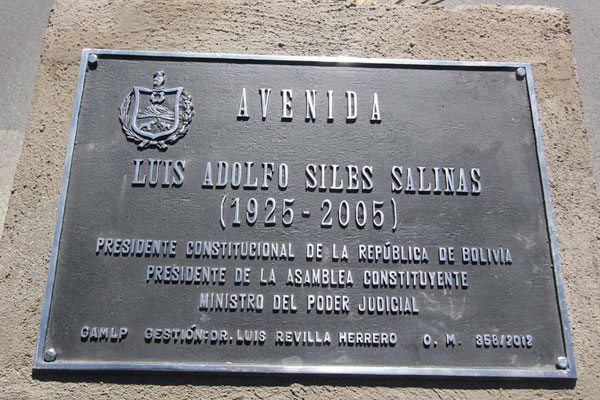 AVENIDA
LUIS ADOLFO SILES SALINAS
(1925-2005)
PRESIDENTE CONSTITUCIONAL DE LA REPÚBLICA DE BOLIVIA
PRESIDENTE DE LA ASAMBLEA CONSTITUYENTE
MINISTRO DEL PODER JUDICIAL
GAMLP GESTIÓN: DR. LUIS REVILLA HERRERO O. M. 358/2012